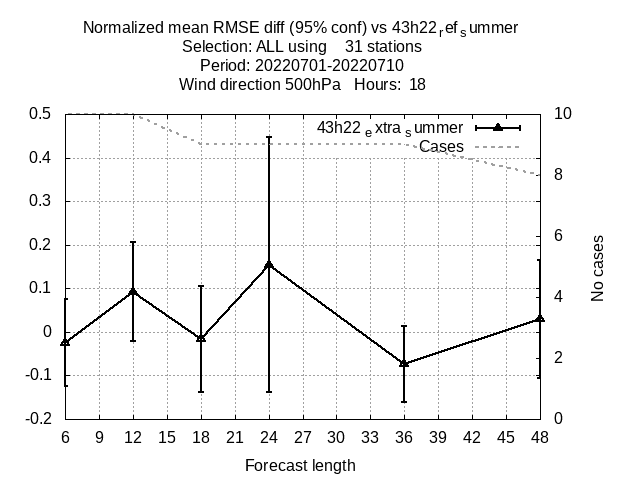 Normalized mean RMSE diff (95% conf) vs 43h22refsummer
Selection: ALL using 31 stations
Period: 20220701-20220710
Wind direction 500hPa Hours: 18
43h22extrasummer
Cases
0.5
0.4
0.3
0.2
0.1
0
-0.1
-0.2
10
8
6
4
2
0
No cases
6 9 12 15 18 21 24 27 30 33 36 39 42 45 48
Forecast length